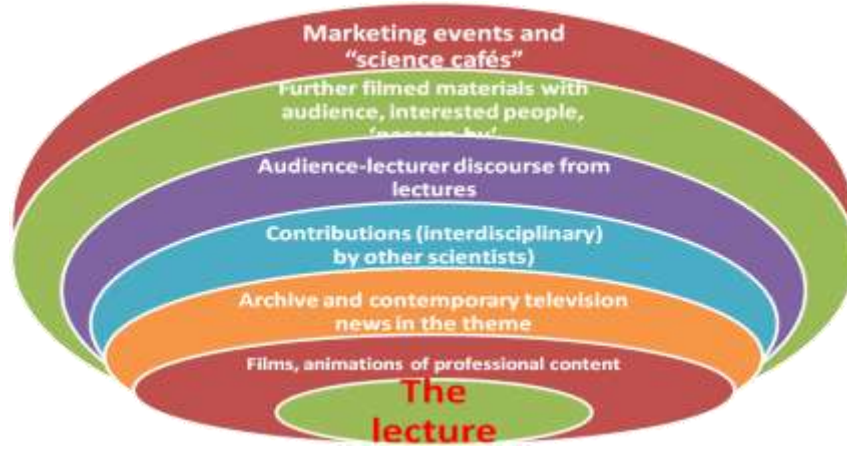 Marketing events and
“science cafés”
Further filmed materials with
audience, interested people,
Audience-lecturer discourse from
lectures
Contributions (interdisciplinary)
by other scientists)
Archive and contemporary television
news in the theme
Films, animations of professional content
The
lecture